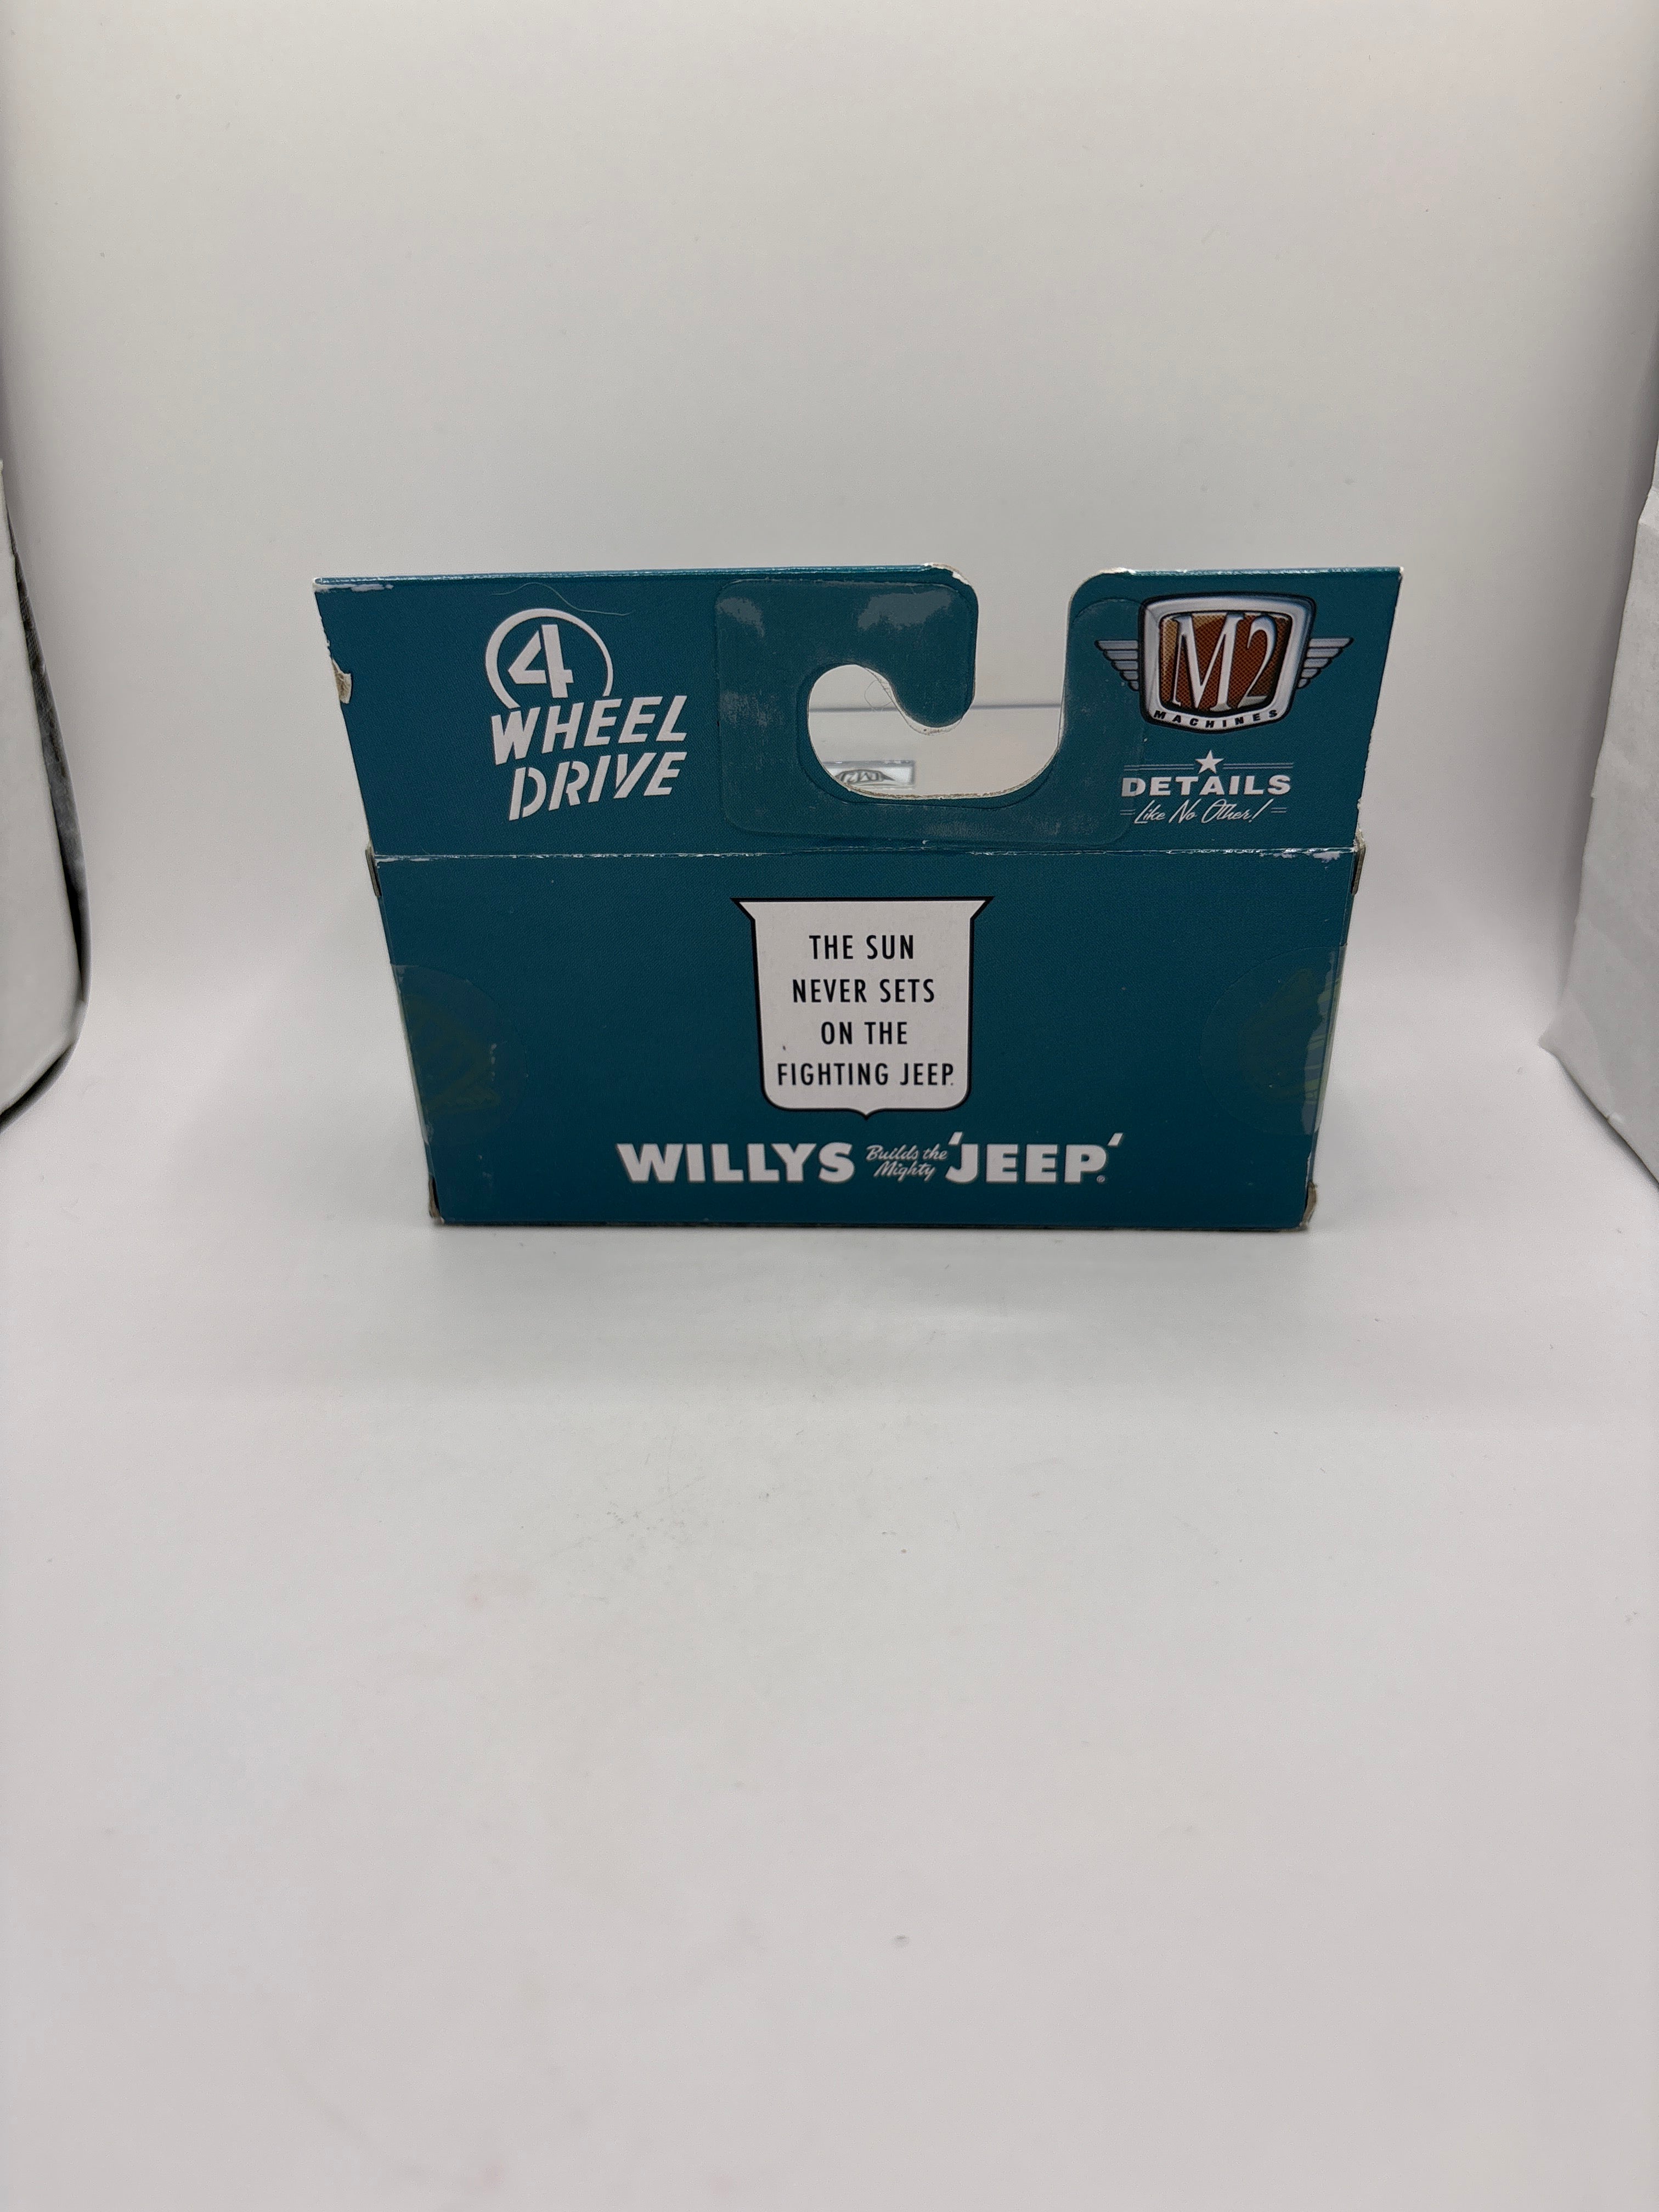 4
WHEEL
DRIVE
M2
MACHINES
DETAILS
Like No Other!
THE SUN
NEVER SETS
ON THE
FIGHTING JEEP.
WILLYS Builds the Mighty 'JEEP'®